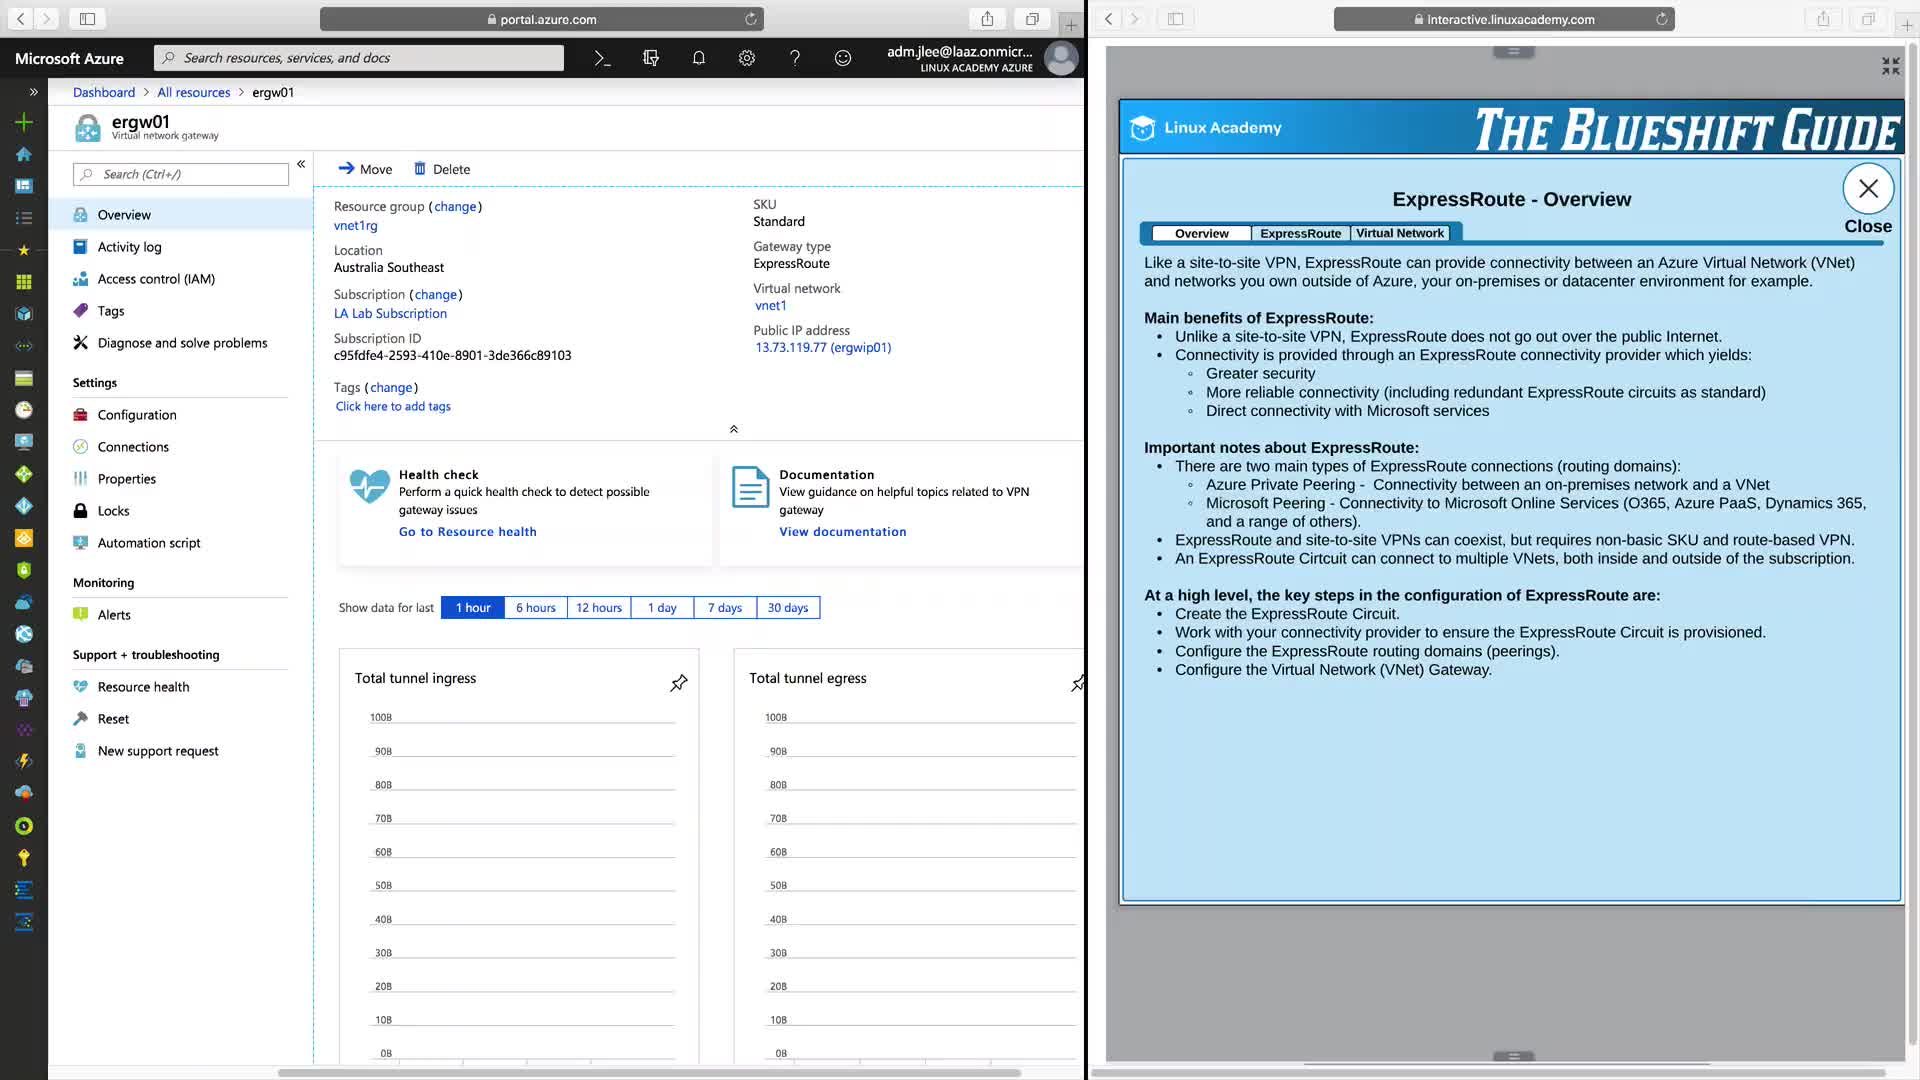 portal.azure.com
Microsoft Azure
Search resources, services, and docs
adm.jlee@laaz.onmicr...
LINUX ACADEMY AZURE
Dashboard > All resources > ergw01
ergw01
Virtual network gateway
Search (Ctrl+/)
Overview
Activity log
Access control (IAM)
Tags
Diagnose and solve problems
Settings
Configuration
Connections
Properties
Locks
Automation script
Monitoring
Alerts
Support + troubleshooting
Resource health
Reset
New support request
Move
Delete
Resource group (change)
vnet1rg
Location
Australia Southeast
Subscription (change)
LA Lab Subscription
Subscription ID
c95fdfe4-2593-410e-8901-3de366c89103
Tags (change)
Click here to add tags
SKU
Standard
Gateway type
ExpressRoute
Virtual network
vnet1
Public IP address
13.73.119.77 (ergwip01)
Health check
Perform a quick health check to detect possible
gateway issues
Go to Resource health
Documentation
View guidance on helpful topics related to VPN
gateway
View documentation
Show data for last
1 hour
6 hours
12 hours
1 day
7 days
30 days
Total tunnel ingress
100B
90B
80B
70B
60B
50B
40B
30B
20B
10B
0B
Total tunnel egress
100B
90B
80B
70B
60B
50B
40B
30B
20B
10B
0B
interactive.linuxacademy.com
Linux Academy
THE BLUESHIFT GUIDE
ExpressRoute - Overview
Close
Overview
ExpressRoute
Virtual Network
Like a site-to-site VPN, ExpressRoute can provide connectivity between an Azure Virtual Network (VNet)
and networks you own outside of Azure, your on-premises or datacenter environment for example.
Main benefits of ExpressRoute:
• Unlike a site-to-site VPN, ExpressRoute does not go out over the public Internet.
• Connectivity is provided through an ExpressRoute connectivity provider which yields:
◦ Greater security
◦ More reliable connectivity (including redundant ExpressRoute circuits as standard)
◦ Direct connectivity with Microsoft services
Important notes about ExpressRoute:
• There are two main types of ExpressRoute connections (routing domains):
◦ Azure Private Peering - Connectivity between an on-premises network and a VNet
◦ Microsoft Peering - Connectivity to Microsoft Online Services (O365, Azure PaaS, Dynamics 365,
and a range of others).
• ExpressRoute and site-to-site VPNs can coexist, but requires non-basic SKU and route-based VPN.
• An ExpressRoute Cirtcuit can connect to multiple VNets, both inside and outside of the subscription.
At a high level, the key steps in the configuration of ExpressRoute are:
• Create the ExpressRoute Circuit.
• Work with your connectivity provider to ensure the ExpressRoute Circuit is provisioned.
• Configure the ExpressRoute routing domains (peerings).
• Configure the Virtual Network (VNet) Gateway.